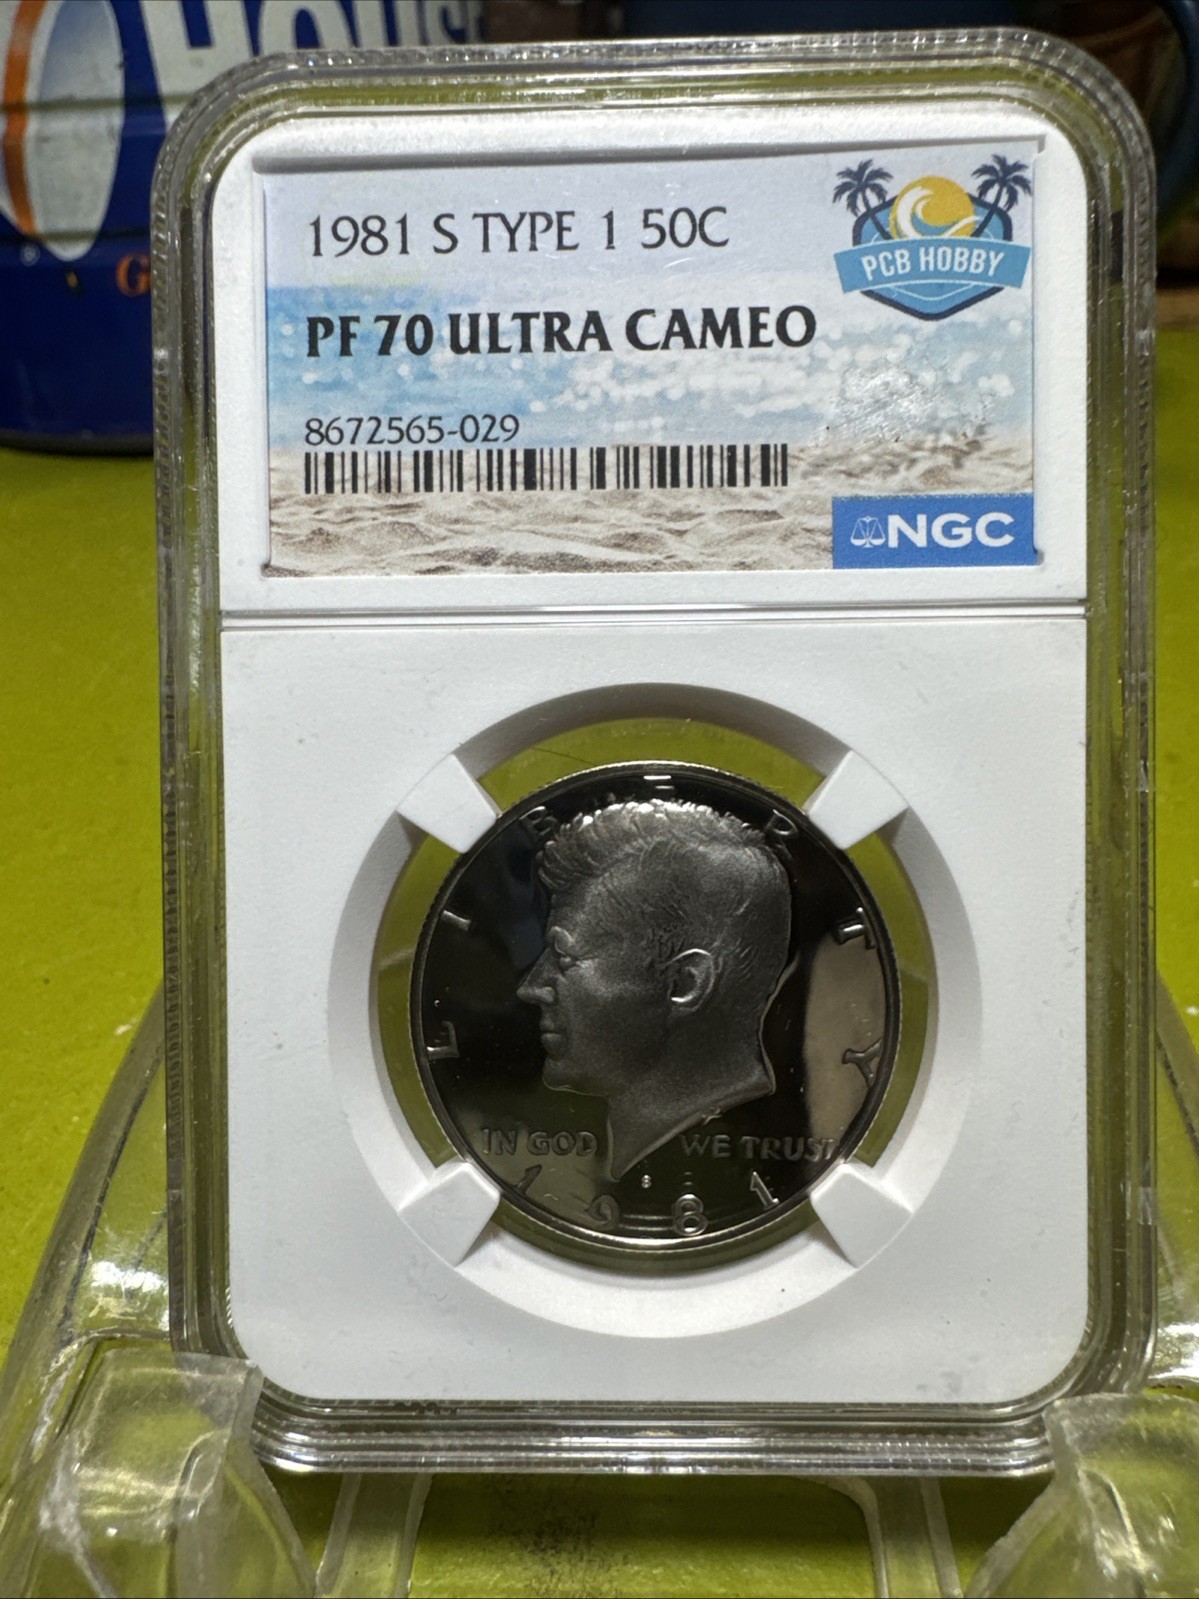 HOUSE
G
1981 S TYPE 1 50C
PCB HOBBY
PF 70 ULTRA CAMEO
8672565-029
NGC
LIBERTY
IN GOD WE TRUST
S
1981